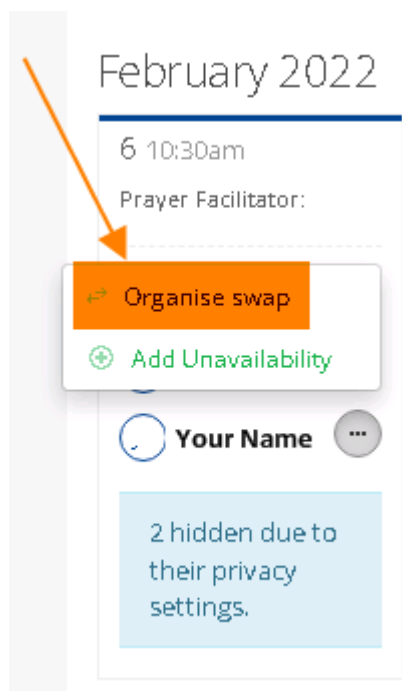 February 2022
6 10:30am
Prayer Facilitator:
Organise swap
Add Unavailability
Your Name ...
2 hidden due to
their privacy
settings.